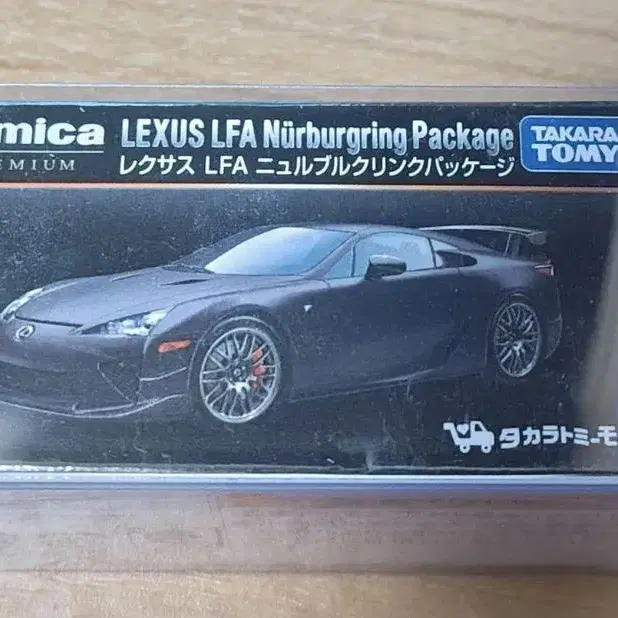 mica
EMIUM
LEXUS LFA Nürburgring Package
レクサス LFA ニュルブルクリンクパッケージ
TAKARA
TOMY
タカラトミーモ